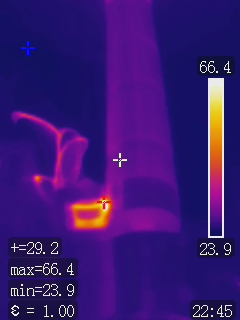 66.4
23.9
+=29.2
max=66.4
min=23.9
ε = 1.00
22:45